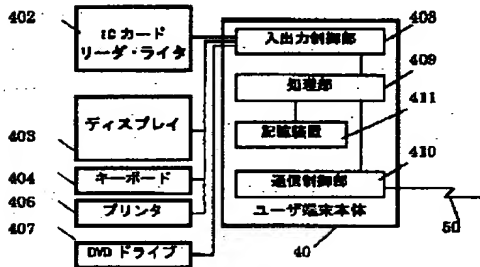 402
ICカード
リーダ・ライタ
403
ディスプレイ
404
キーボード
406
プリンタ
407
DVDドライブ
入出力制御部
408
処理部
409
記憶装置
411
通信制御部
410
ユーザ端末本体
40
50